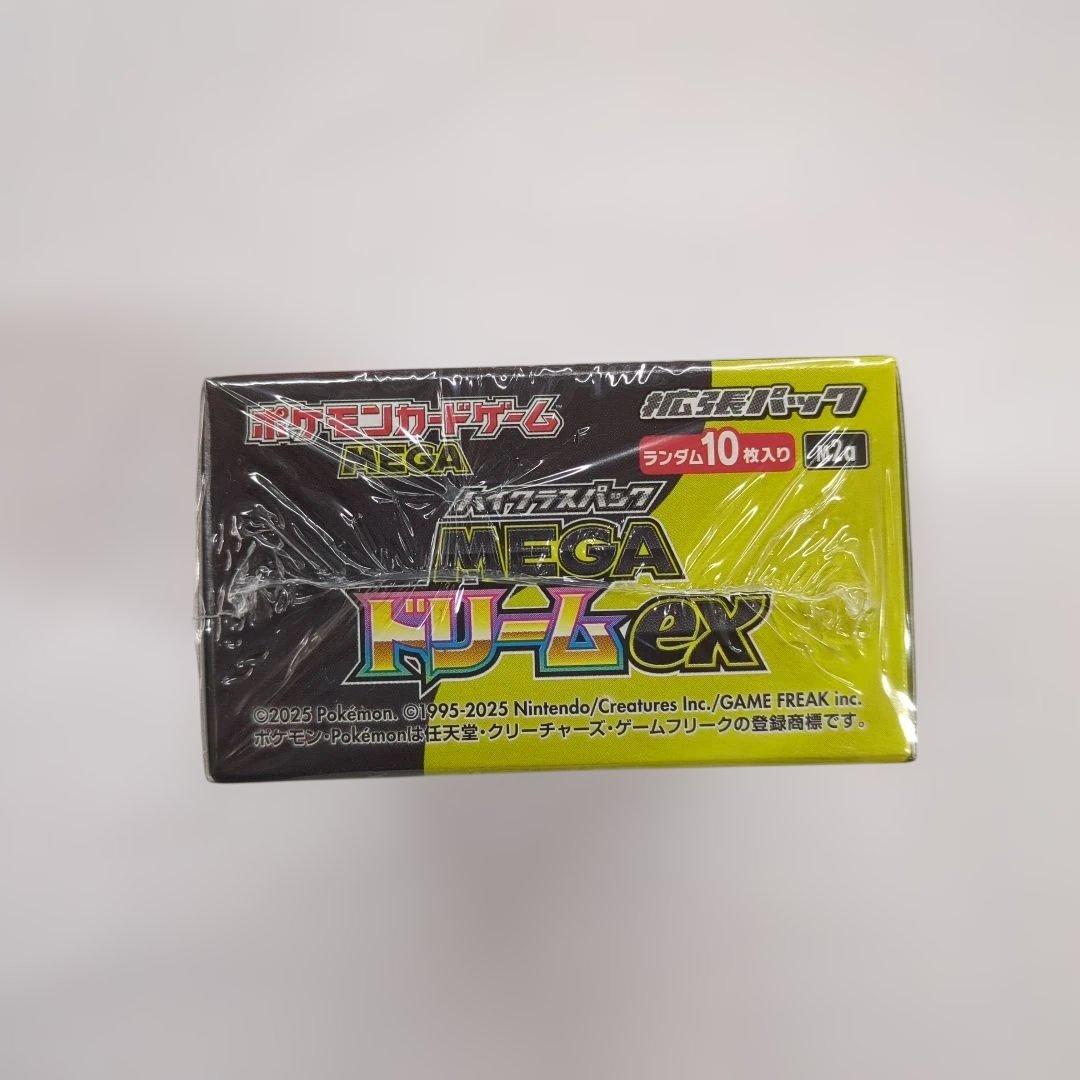 ポケモンカードゲーム
MEGA
拡張パック
ランダム10枚入り
M2a
ハイクラスパック
MEGA
ドリームex
©2025 Pokémon. ©1995-2025 Nintendo/Creatures Inc./GAME FREAK inc.
ポケモン・Pokémonは任天堂・クリーチャーズ・ゲームフリークの登録商標です。